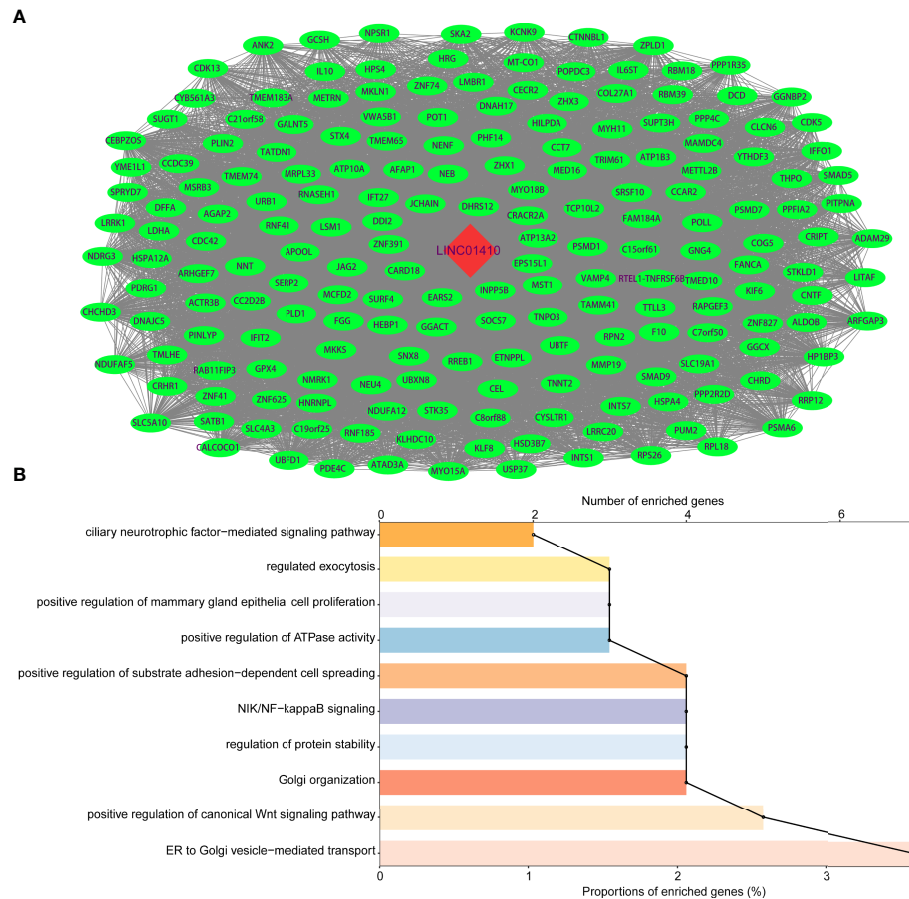 A
NPSR1 SKA2 KCNK9 CTNNBL1
ANK2 GCSH ZPLD1
HRG MT-CO1 PPP1R35
CDK13 IL10 HPS4 POPDC3 IL6ST RBM18
CYB561A3 TMEM183A METRN MKLN1 ZNF74 LMBR1 CECR2 COL27A1 RBM39 DCD GGNBP2
SUGT1 C21orf58 GALNT5 VWA5B1 POT1 DNAH17 ZHX3 HILPDA MYH11 SUPT3H PPP4C CLCN6 CDK5
CEBPZOS PLIN2 STX4 TMEM65 NENF PHF14 CCT7 MAMDC4 IFFO1
YME1L1 CCDC39 TATDN1 MRPL33 ATP10A AFAP1 NEB ZHX1 MED16 TRIM61 ATP1B3 METTL2B YTHDF3 SMAD5
SPRYD7 MSRB3 TMEM74 RNASEH1 IFT27 MYO18B SRSF10 CCAR2 THPO PITPNA
LRRK1 DFFA AGAP2 URB1 DDI2 JCHAIN DHRS12 CRACR2A TCP10L2 FAM184A POLL PSMD7 PPFIA2
LDHA CDC42 RNF4I LSM1 ZNF391 ATP13A2 PSMD1 C15orf61 GNG4 COG5 CRIPT ADAM29
NDRG3 HSPA12A NNT APOOL JAG2 CARD18 LINC01410 EPS15L1 FANCA
PDRG1 ARHGEF7 SERP2 INPP5B MST1 VAMP4 RTEL1-TNFRSF6B TMED10 KIF6 STKLD1 LITAF
CHCHD3 ACTR3B CC2D2B PLD1 MCFD2 SURF4 EARS2 TAMM41 TTLL3 RAPGEF3 CNTF
DNAJC5 PINLYP IFIT2 FGG HEBP1 GGACT SOCS7 TNPO3 RPN2 F10 C7orf50 ZNF827 ALDOB ARFGAP3
NDUFAF5 TMLHE MKKS SNX8 RREB1 ETNPPL UBTF GGCX HP1BP3
CRHR1 RAB11FIP3 GPX4 NMRK1 NEU4 UBXN8 CEL TNNT2 MMP19 SMAD9 SLC19A1 CHRD
ZNF41 ZNF625 HNRNPL NDUFA12 STK35 INTS7 HSPA4 PPP2R2D RRP12
SLC5A10 SATB1 SLC4A3 C19orf25 RNF185 KLHDC10 C8orf88 CYSLTR1 LRRC20 PUM2 PSMA6
CALCOCO1 KLF8 HSD3B7 INTS1 RPS26 RPL18
PDE4C ATAD3A MYO15A USP37
B
Number of enriched genes
0 2 4 6
ciliary neurotrophic factor−mediated signaling pathway
regulated exocytosis
positive regulation of mammary gland epithelia cell proliferation
positive regulation of ATPase activity
positive regulation of substrate adhesion−dependent cell spreading
NIK/NF−kappaB signaling
regulation of protein stability
Golgi organization
positive regulation of canonical Wnt signaling pathway
ER to Golgi vesicle−mediated transport
0 1 2 3
Proportions of enriched genes (%)